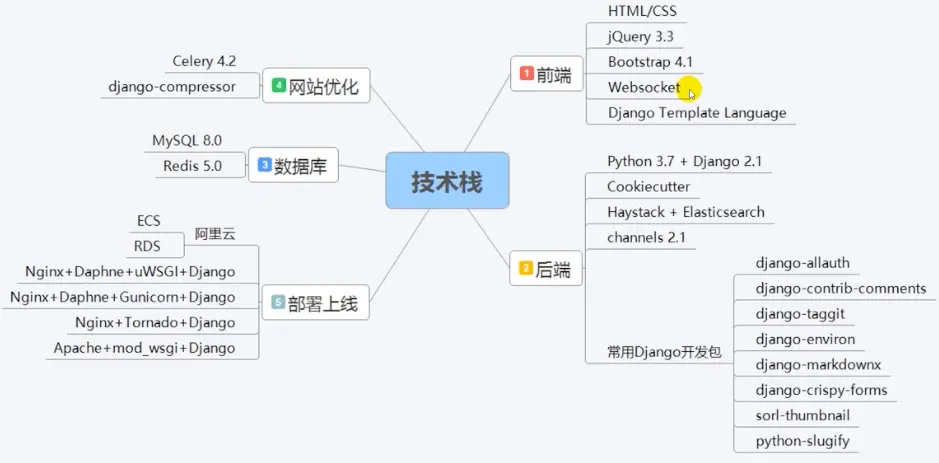 技术栈
1 前端
HTML/CSS
jQuery 3.3
Bootstrap 4.1
Websocket
Django Template Language
2 后端
Python 3.7 + Django 2.1
Cookiecutter
Haystack + Elasticsearch
channels 2.1
常用Django开发包
django-allauth
django-contrib-comments
django-taggit
django-environ
django-markdownx
django-crispy-forms
sorl-thumbnail
python-slugify
3 数据库
MySQL 8.0
Redis 5.0
4 网站优化
Celery 4.2
django-compressor
5 部署上线
阿里云
ECS
RDS
Nginx+Daphne+uWSGI+Django
Nginx+Daphne+Gunicorn+Django
Nginx+Tornado+Django
Apache+mod_wsgi+Django